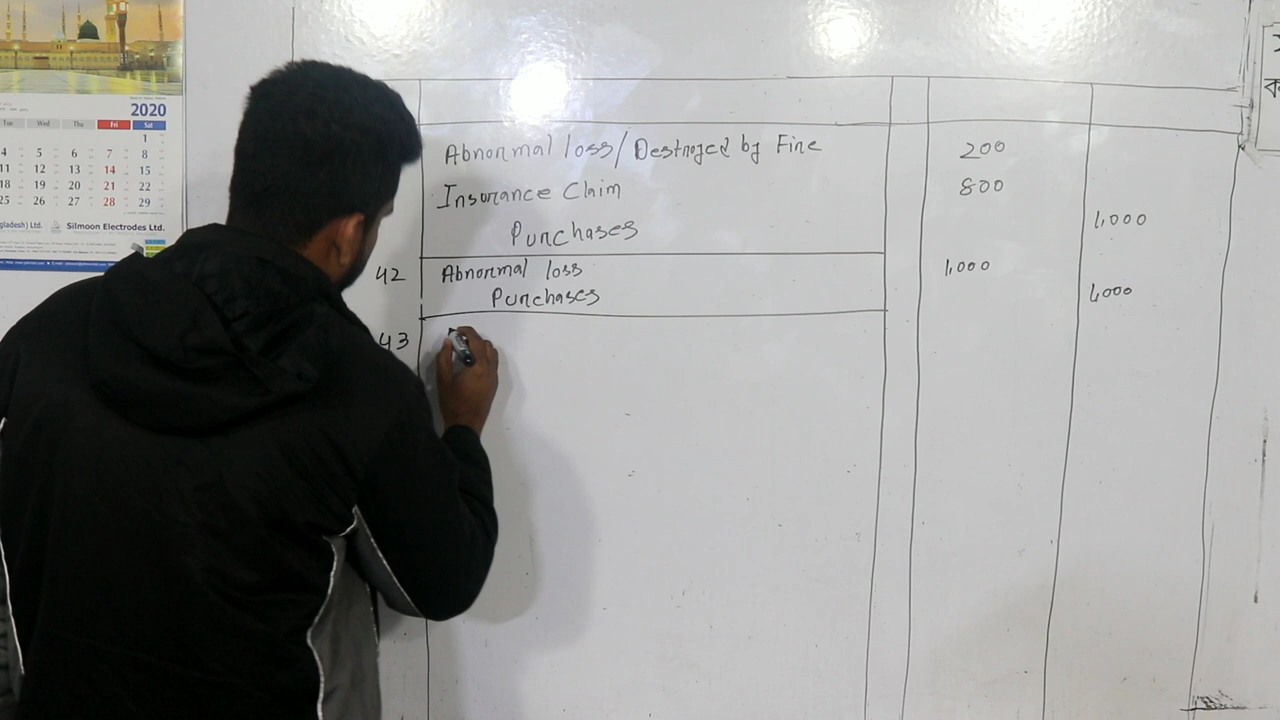 2020
Tue Wed Thu Fri Sat
1
4 5 6 7 8
11 12 13 14 15
18 19 20 21 22
25 26 27 28 29
gladesh) Ltd. Silmoon Electrodes Ltd.
Abnormal loss/Destroyed by Fire 200
Insurance Claim 800
Purchases 1,000
42 Abnormal loss 1,000
Purchases 1,000
43